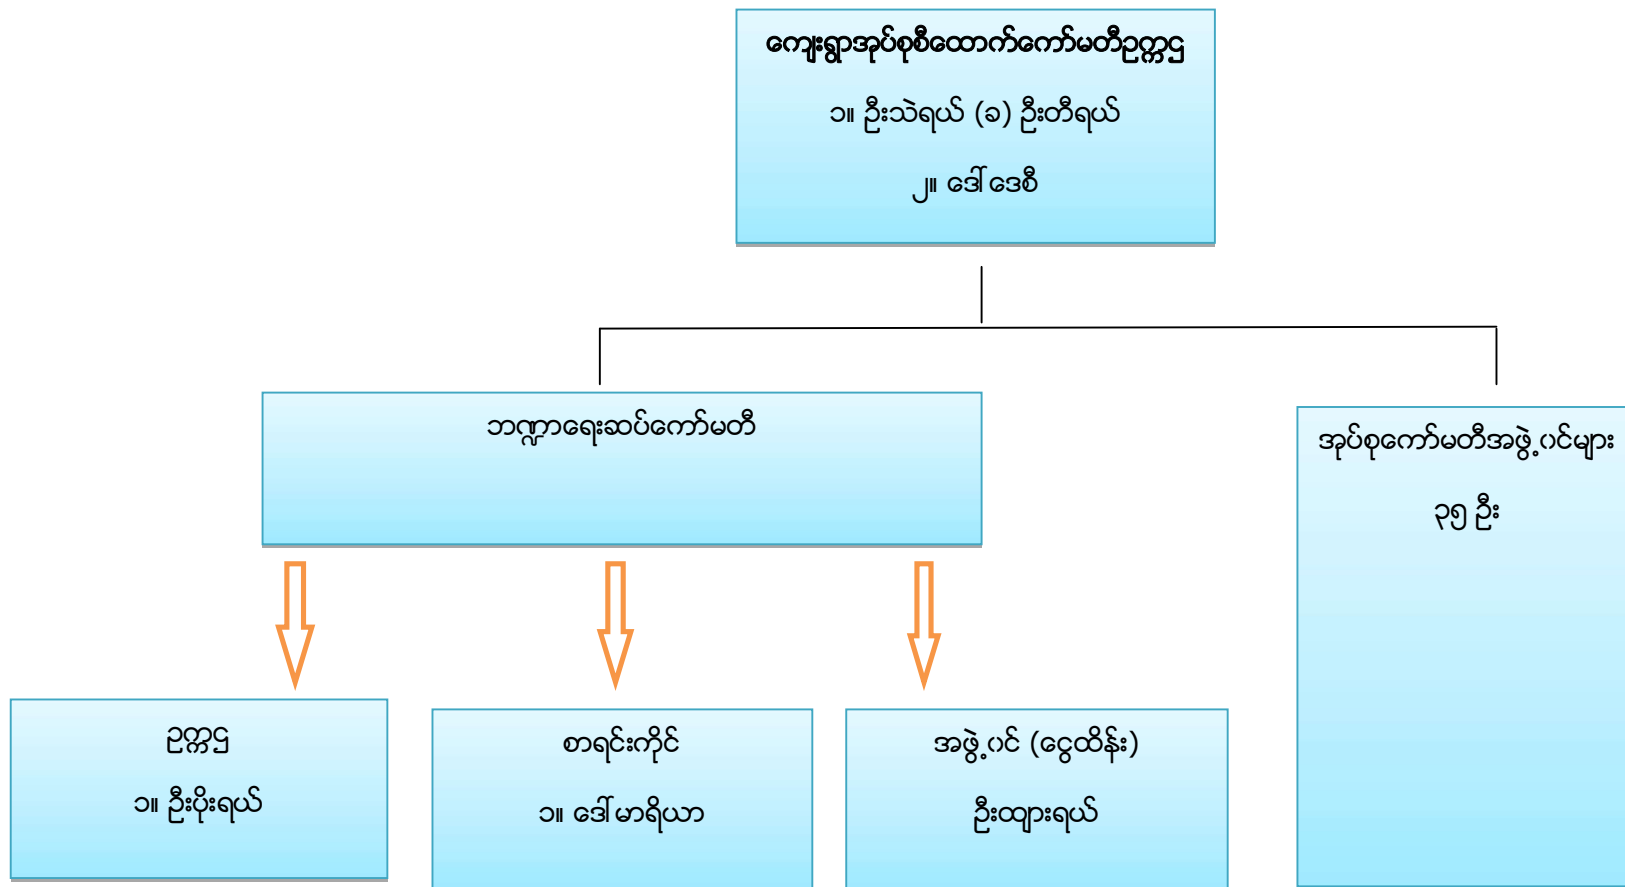 ကျေးရွာအုပ်စုစီထောက်ကော်မတီဥက္ကဌ
၁။ ဦးသဲရယ် (ခ) ဦးတီရယ်
၂။ ဒေါ်ဒေစီ
ဘဏ္ဍာရေးဆပ်ကော်မတီ
အုပ်စုကော်မတီအဖွဲ့ဝင်များ
၃၅ ဦး
ဥက္ကဌ
၁။ ဦးပိုးရယ်
စာရင်းကိုင်
၁။ ဒေါ်မာရိယာ
အဖွဲ့ဝင် (ငွေထိန်း)
ဦးထျားရယ်